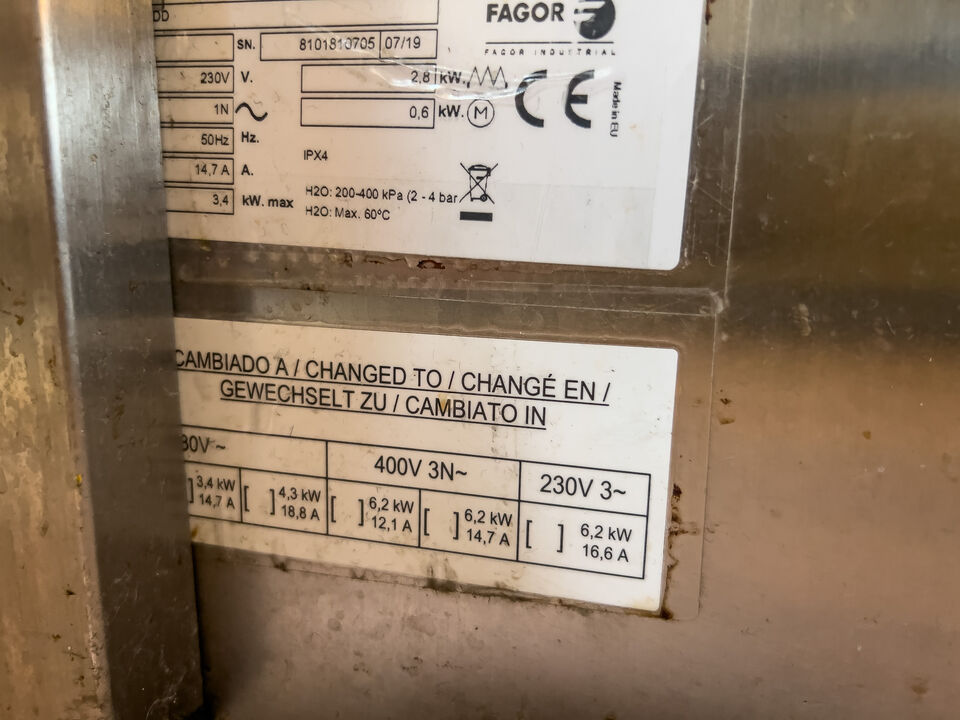 DD
FAGOR
FAGOR INDUSTRIAL
SN. 8101810705 07/19
230V V. 2,8 kW.
1N 0,6 kW. M
CE
Made in EU
50Hz Hz.
IPX4
14,7 A A.
3,4 kW. max
H2O: 200-400 kPa (2 - 4 bar
H2O: Max. 60ºC
CAMBIADO A / CHANGED TO / CHANGÉ EN /
GEWECHSELT ZU / CAMBIATO IN
30V ~ 400V 3N~ 230V 3~
] 3,4 kW [ ] 4,3 kW [ ] 6,2 kW [ ] 6,2 kW [ ] 6,2 kW
14,7 A 18,8 A 12,1 A 14,7 A 16,6 A